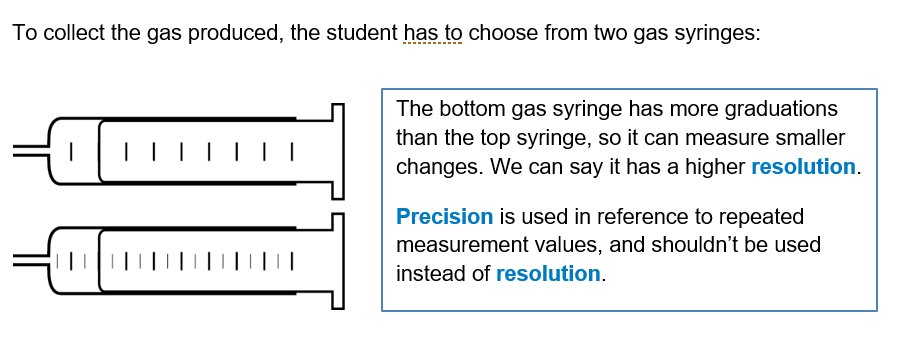 To collect the gas produced, the student has to choose from two gas syringes:
The bottom gas syringe has more graduations
than the top syringe, so it can measure smaller
changes. We can say it has a higher resolution.
Precision is used in reference to repeated
measurement values, and shouldn’t be used
instead of resolution.